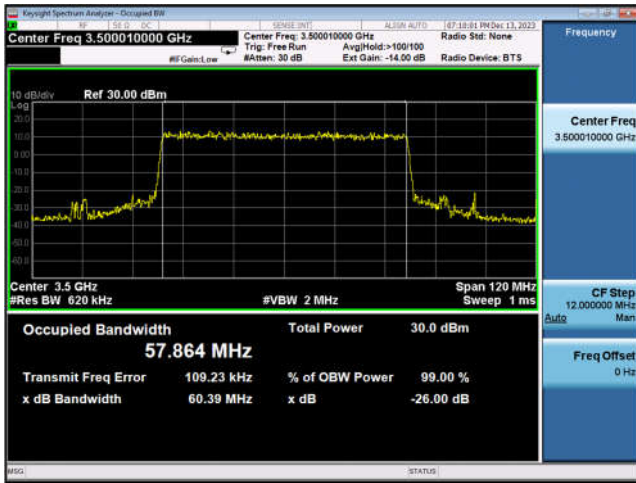 Keysight Spectrum Analyzer - Occupied BW
RF 50 Ω DC SENSE:INT ALIGN AUTO 07:18:01 PM Dec 13, 2023
Center Freq 3.500010000 GHz Center Freq: 3.500010000 GHz Radio Std: None Frequency
Trig: Free Run Avg|Hold:>100/100
#IFGain:Low #Atten: 30 dB Ext Gain: -14.00 dB Radio Device: BTS
10 dB/div Ref 30.00 dBm
Log
20.0
10.0
0.00
-10.0
-20.0
-30.0
-40.0
-50.0
-60.0
Center Freq
3.500010000 GHz
Center 3.5 GHz Span 120 MHz
#Res BW 620 kHz #VBW 2 MHz Sweep 1 ms
CF Step
12.000000 MHz
Auto Man
Occupied Bandwidth Total Power 30.0 dBm
57.864 MHz
Transmit Freq Error 109.23 kHz % of OBW Power 99.00 %
x dB Bandwidth 60.39 MHz x dB -26.00 dB
Freq Offset
0 Hz
MSG STATUS